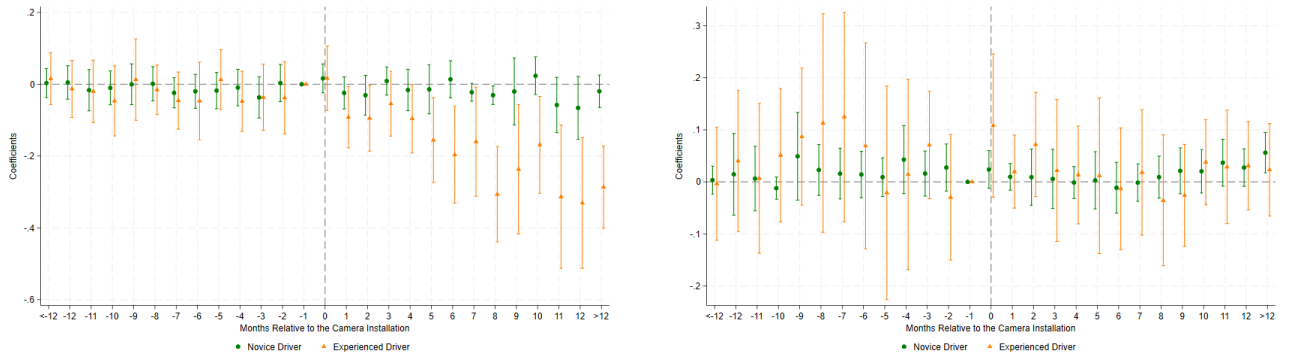 Coefficients
.2
0
-.2
-.4
-.6
<-12 -12 -11 -10 -9 -8 -7 -6 -5 -4 -3 -2 -1 0 1 2 3 4 5 6 7 8 9 10 11 12 >12
Months Relative to the Camera Installation
Novice Driver Experienced Driver
Coefficients
.3
.2
.1
0
-.1
-.2
<-12 -12 -11 -10 -9 -8 -7 -6 -5 -4 -3 -2 -1 0 1 2 3 4 5 6 7 8 9 10 11 12 >12
Months Relative to the Camera Installation
Novice Driver Experienced Driver